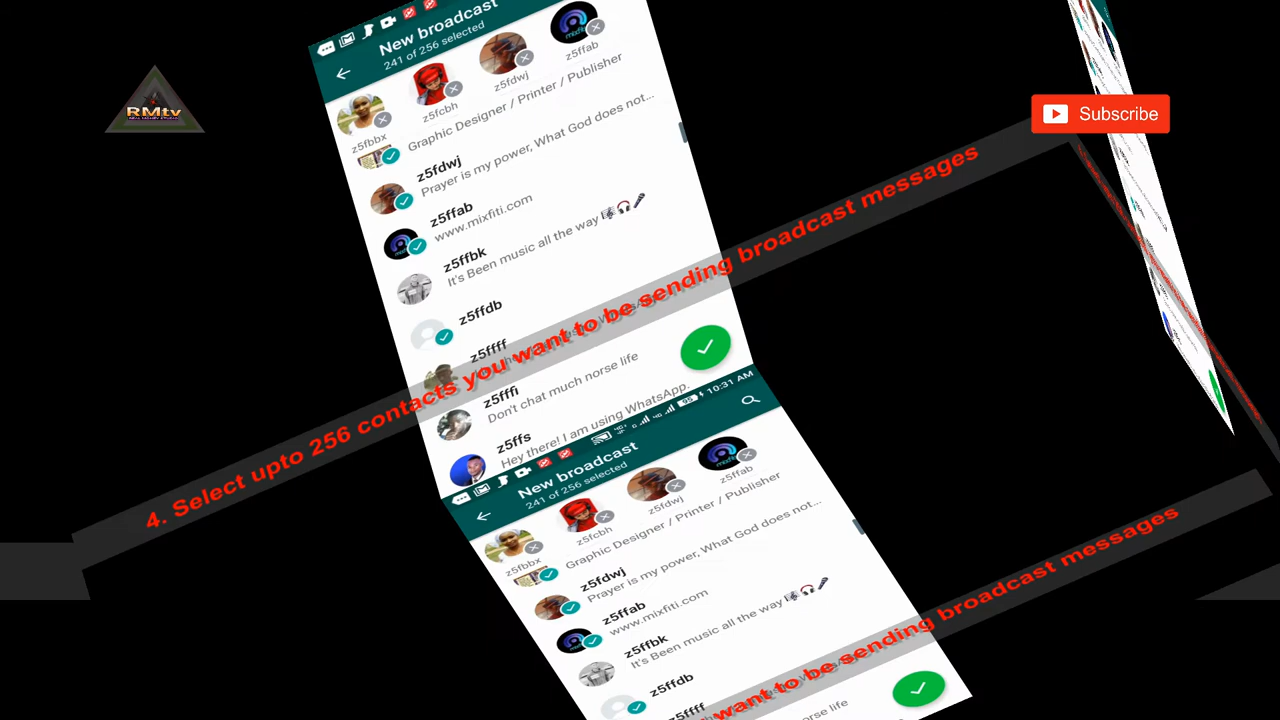 New broadcast
241 of 256 selected
z5fbbx
z5fcbh
z5fdwj
z5ffab
Graphic Designer / Printer / Publisher
z5fdwj
Prayer is my power, What God does not...
z5ffab
www.mixfiti.com
z5ffbk
It's Been music all the way
z5ffdb
z5ffff
z5fffi
Don't chat much norse life
z5ffs
Hey there! I am using WhatsApp.
RMtv
Subscribe
4. Select upto 256 contacts you want to be sending broadcast messages
10:31 AM
New broadcast
241 of 256 selected
z5fbbx
z5fcbh
z5fdwj
z5ffab
Graphic Designer / Printer / Publisher
z5fdwj
Prayer is my power, What God does not...
z5ffab
www.mixfiti.com
z5ffbk
It's Been music all the way
z5ffdb
z5ffff
norse life
want to be sending broadcast messages